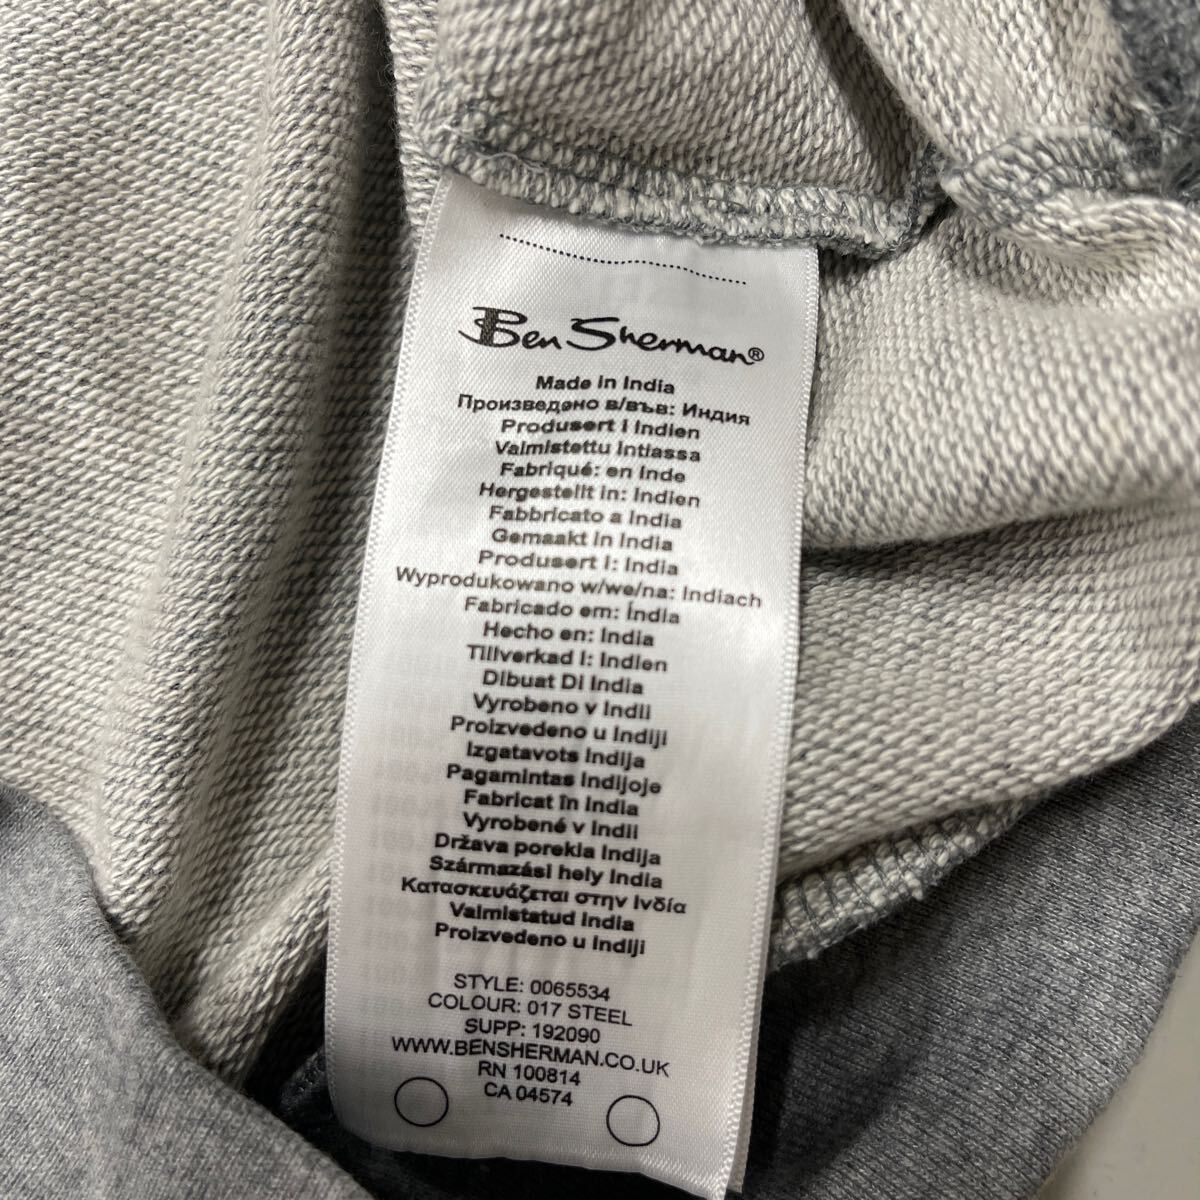 Ben Sherman®
Made in India
Произведено в/във: Индия
Produsert i Indien
Valmistettu Intiassa
Fabriqué: en Inde
Hergestellt in: Indien
Fabbricato a India
Gemaakt in India
Produsert i: India
Wyprodukowano w/we/na: Indiach
Fabricado em: Índia
Hecho en: India
Tillverkad i: Indien
Dibuat Di India
Vyrobeno v Indii
Proizvedeno u Indiji
Izgatavots Indija
Pagamintas Indijoje
Fabricat în India
Vyrobené v Indii
Država porekla Indija
Származási hely India
Κατασκευάζεται στην Ινδία
Valmistatud India
Proizvedeno u Indiji
STYLE: 0065534
COLOUR: 017 STEEL
SUPP: 192090
WWW.BENSHERMAN.CO.UK
RN 100814
CA 04574